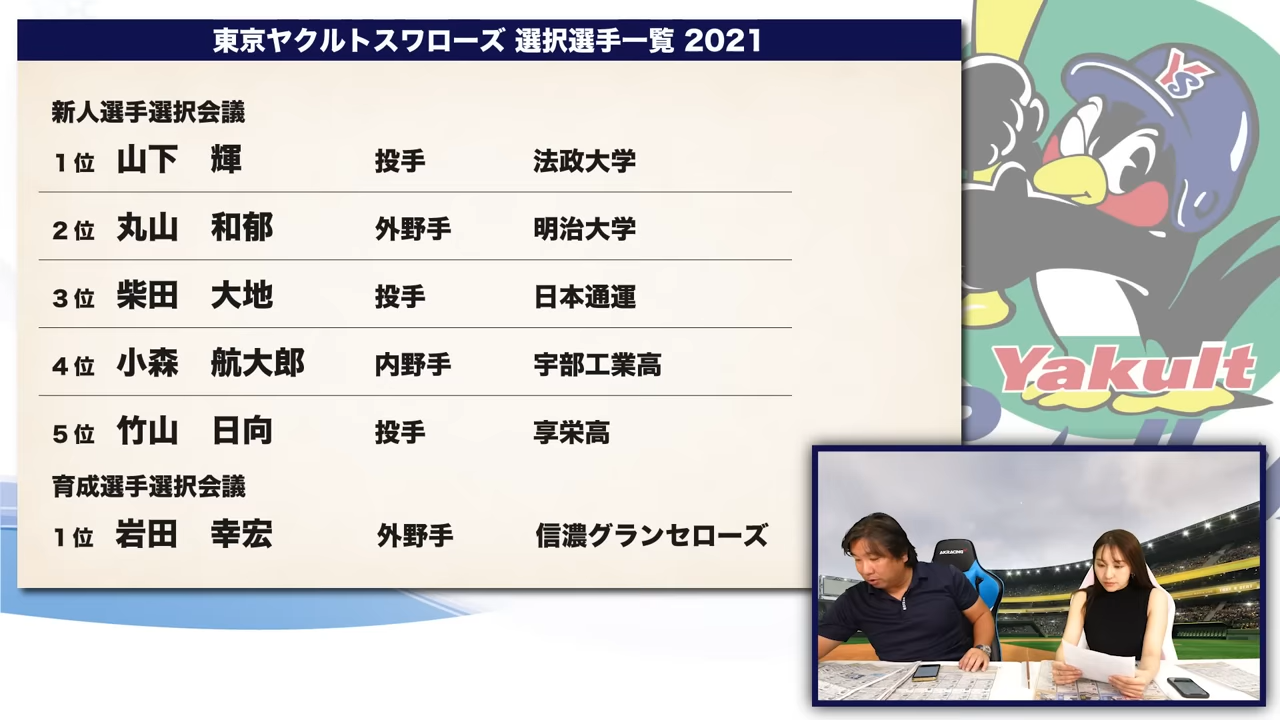 東京ヤクルトスワローズ 選択選手一覧 2021
新人選手選択会議
1位 山下 輝 投手 法政大学
2位 丸山 和郁 外野手 明治大学
3位 柴田 大地 投手 日本通運
4位 小森 航大郎 内野手 宇部工業高
5位 竹山 日向 投手 享栄高
育成選手選択会議
1位 岩田 幸宏 外野手 信濃グランセローズ
YS
Yakult
AKRACING